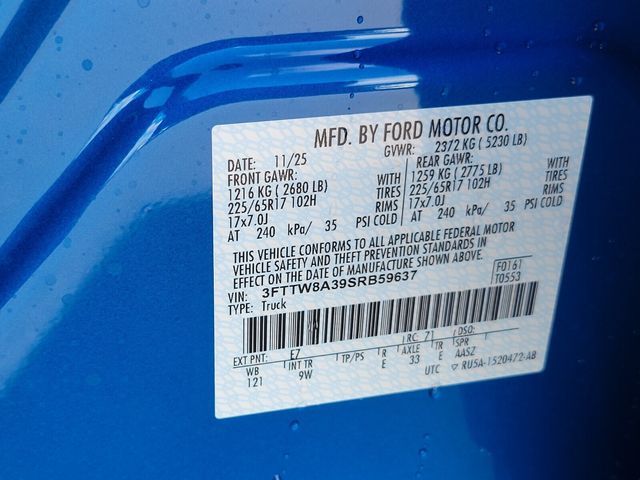 MFD. BY FORD MOTOR CO.
DATE: 11/25 GVWR: 2372 KG ( 5230 LB)
FRONT GAWR: REAR GAWR:
1216 KG ( 2680 LB) WITH 1259 KG ( 2775 LB) WITH
225/65R17 102H TIRES 225/65R17 102H TIRES
17x7.0J RIMS 17x7.0J RIMS
AT 240 kPa/ 35 PSI COLD AT 240 kPa/ 35 PSI COLD
THIS VEHICLE CONFORMS TO ALL APPLICABLE FEDERAL MOTOR
VEHICLE SAFETY AND THEFT PREVENTION STANDARDS IN
EFFECT ON THE DATE OF MANUFACTURE SHOWN ABOVE.
VIN: 3FTTW8A39SRB59637 F0161
TYPE: Truck T0553
EXT PNT: E7 RC: 71 DSO:
WB INT TR TP/PS R AXLE TR SPR
121 9W E 33 E AASZ
UTC ▽ RU5A-1520472-AB